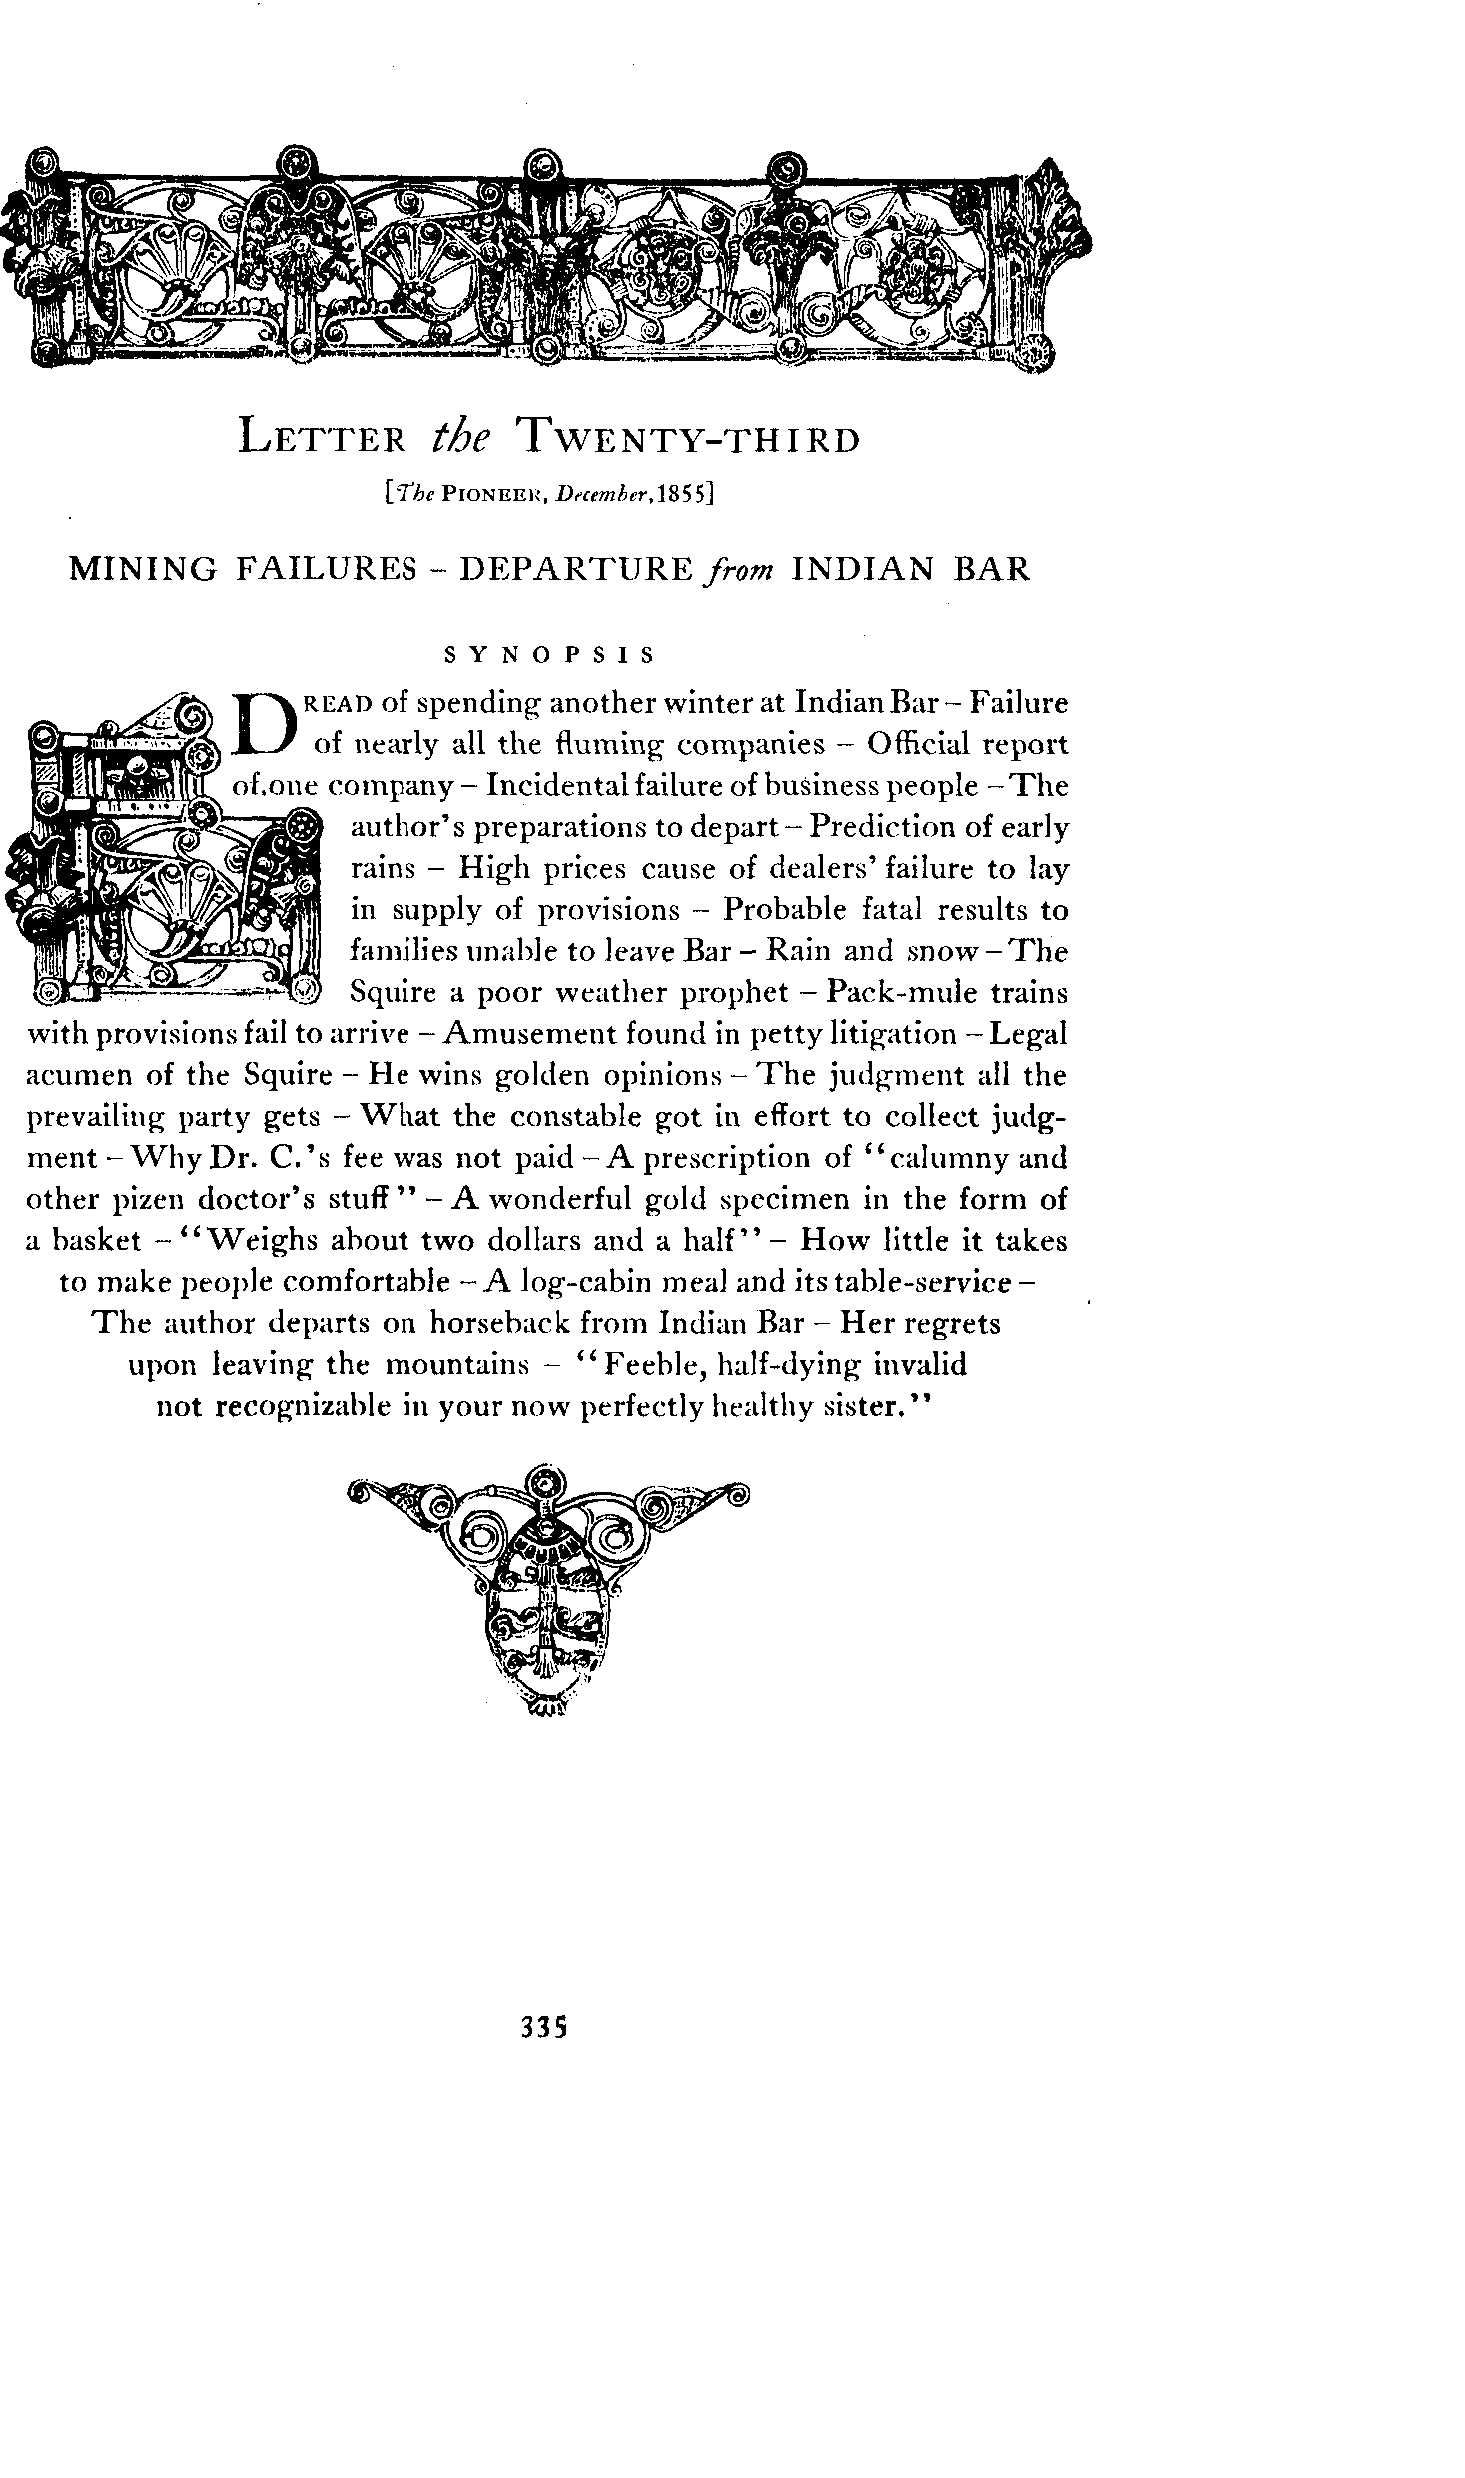 LETTER the TWENTY-THIRD
[The PIONEER, December, 1855]
MINING FAILURES – DEPARTURE from INDIAN BAR
SYNOPSIS
DREAD of spending another winter at Indian Bar – Failure
of nearly all the fluming companies – Official report
of one company – Incidental failure of business people – The
author's preparations to depart – Prediction of early
rains – High prices cause of dealers' failure to lay
in supply of provisions – Probable fatal results to
families unable to leave Bar – Rain and snow – The
Squire a poor weather prophet – Pack-mule trains
with provisions fail to arrive – Amusement found in petty litigation – Legal
acumen of the Squire – He wins golden opinions – The judgment all the
prevailing party gets – What the constable got in effort to collect judg-
ment – Why Dr. C.'s fee was not paid – A prescription of "calumny and
other pizen doctor's stuff" – A wonderful gold specimen in the form of
a basket – "Weighs about two dollars and a half" – How little it takes
to make people comfortable – A log-cabin meal and its table-service –
The author departs on horseback from Indian Bar – Her regrets
upon leaving the mountains – "Feeble, half-dying invalid
not recognizable in your now perfectly healthy sister."
335